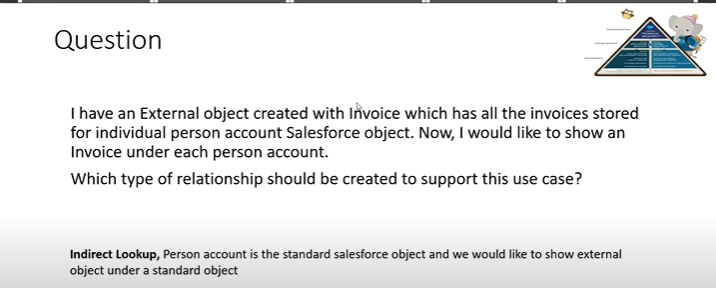 Question
I have an External object created with Invoice which has all the invoices stored
for individual person account Salesforce object. Now, I would like to show an
Invoice under each person account.
Which type of relationship should be created to support this use case?
Indirect Lookup, Person account is the standard salesforce object and we would like to show external
object under a standard object